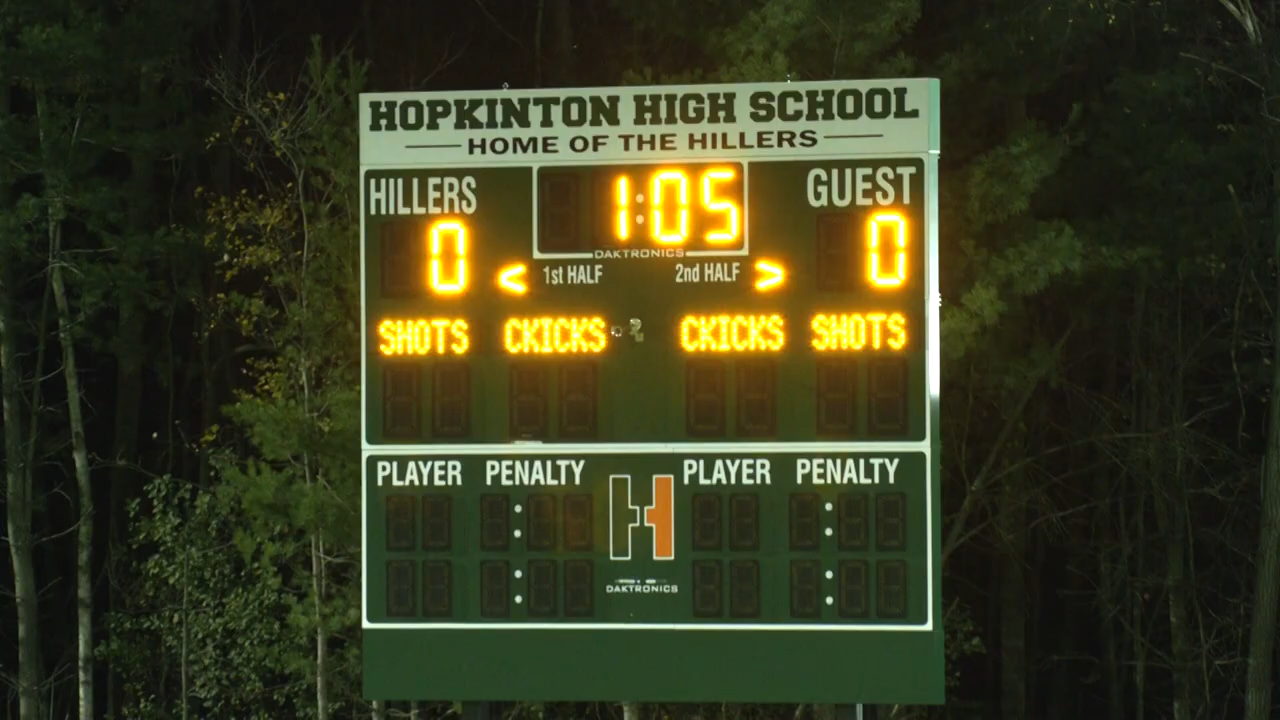 HOPKINTON HIGH SCHOOL
HOME OF THE HILLERS
HILLERS 1:05 GUEST
DAKTRONICS
0 < 1st HALF 2nd HALF > 0
SHOTS CKICKS CKICKS SHOTS
PLAYER PENALTY PLAYER PENALTY
H
DAKTRONICS